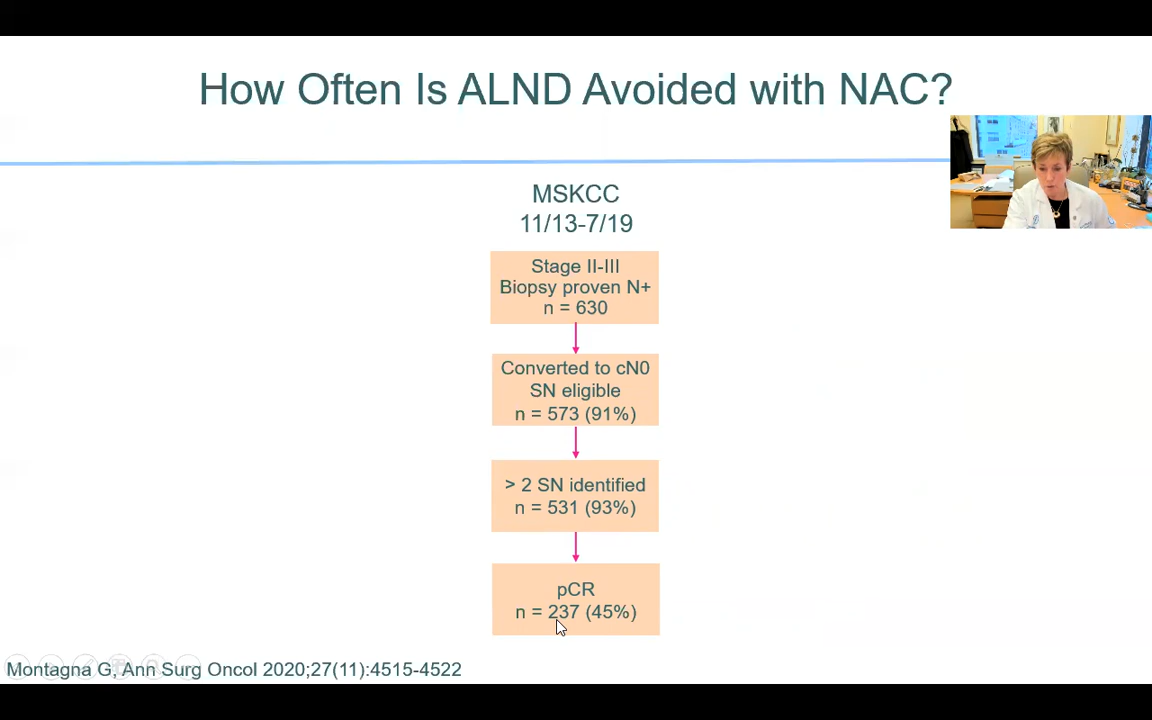 How Often Is ALND Avoided with NAC?
MSKCC
11/13-7/19
Stage II-III
Biopsy proven N+
n = 630
Converted to cN0
SN eligible
n = 573 (91%)
> 2 SN identified
n = 531 (93%)
pCR
n = 237 (45%)
Montagna G, Ann Surg Oncol 2020;27(11):4515-4522